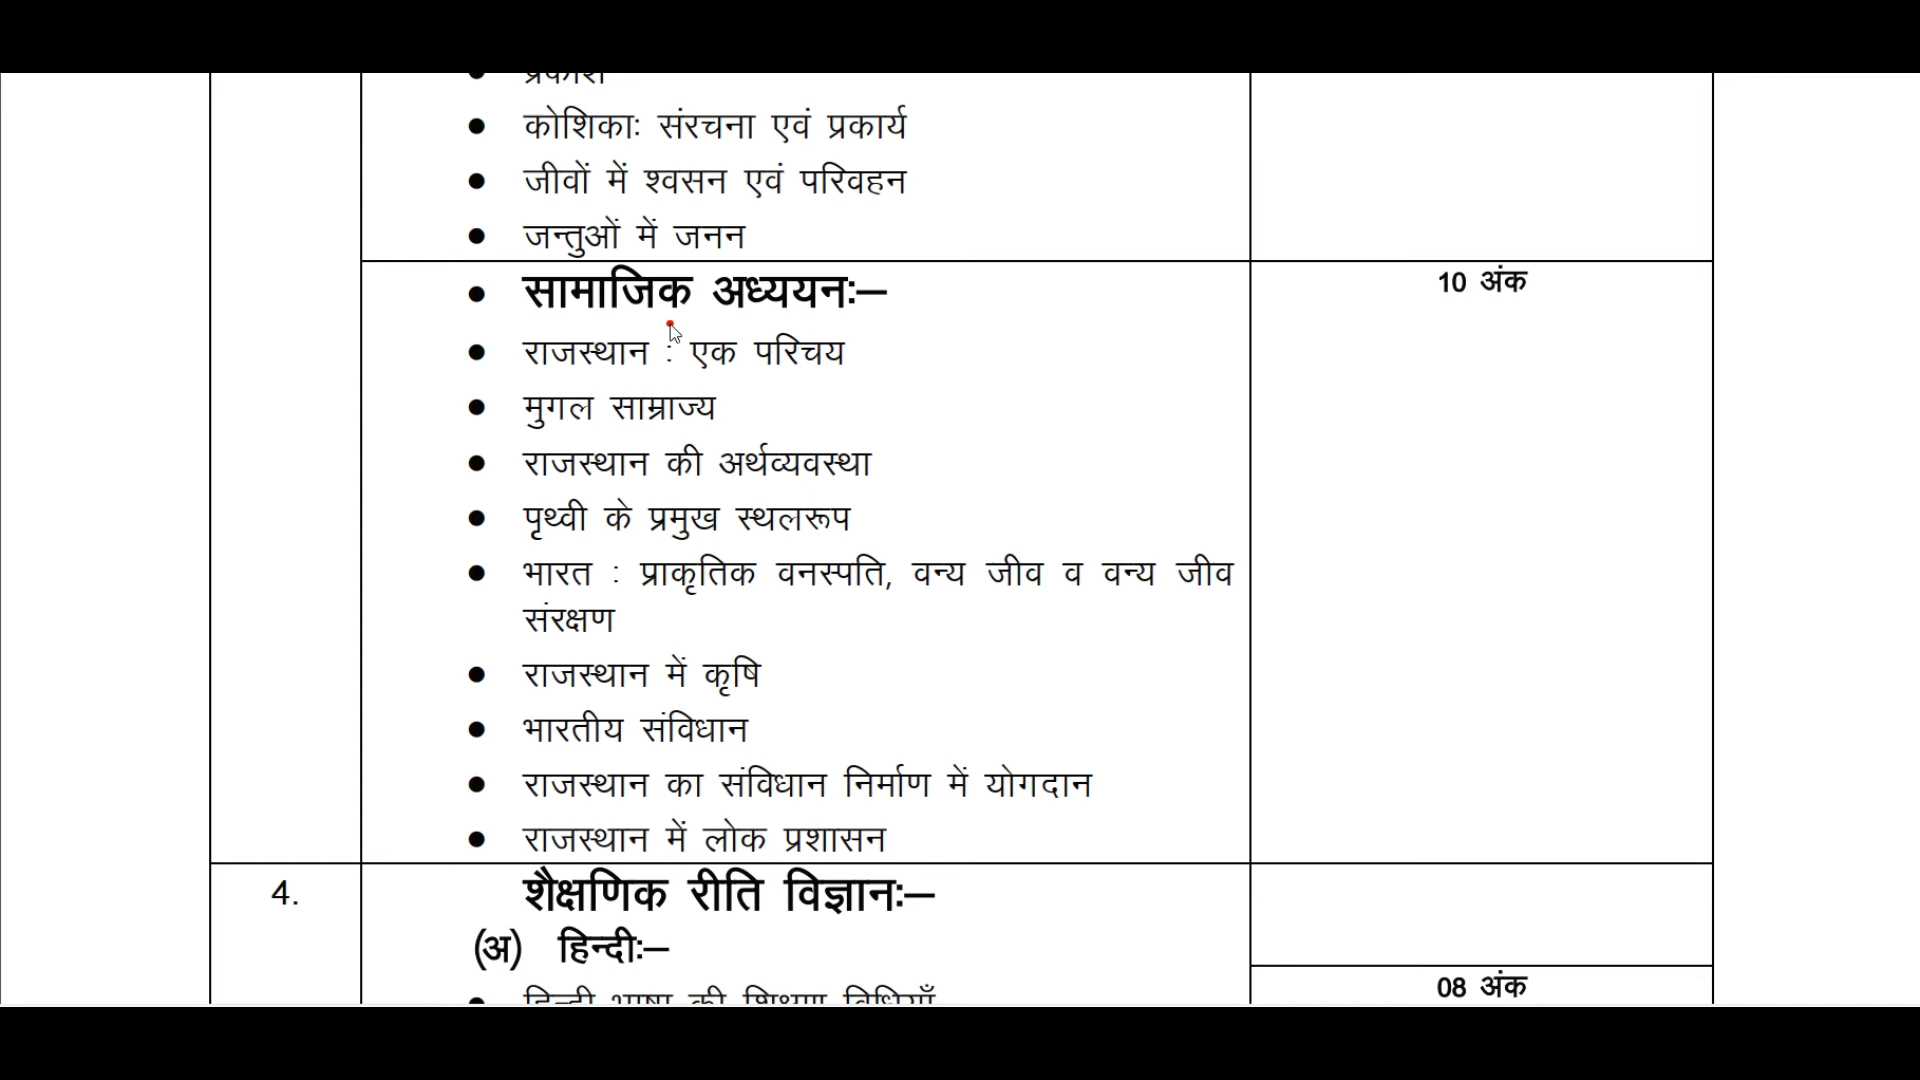 प्रकाश
कोशिकाः संरचना एवं प्रकार्य
जीवों में श्वसन एवं परिवहन
जन्तुओं में जनन
सामाजिक अध्ययनः–
10 अंक
राजस्थान : एक परिचय
मुगल साम्राज्य
राजस्थान की अर्थव्यवस्था
पृथ्वी के प्रमुख स्थलरूप
भारत : प्राकृतिक वनस्पति, वन्य जीव व वन्य जीव
संरक्षण
राजस्थान में कृषि
भारतीय संविधान
राजस्थान का संविधान निर्माण में योगदान
राजस्थान में लोक प्रशासन
4.
शैक्षणिक रीति विज्ञानः–
(अ) हिन्दीः–
08 अंक
हिन्दी भाषा की शिक्षण विधियाँ